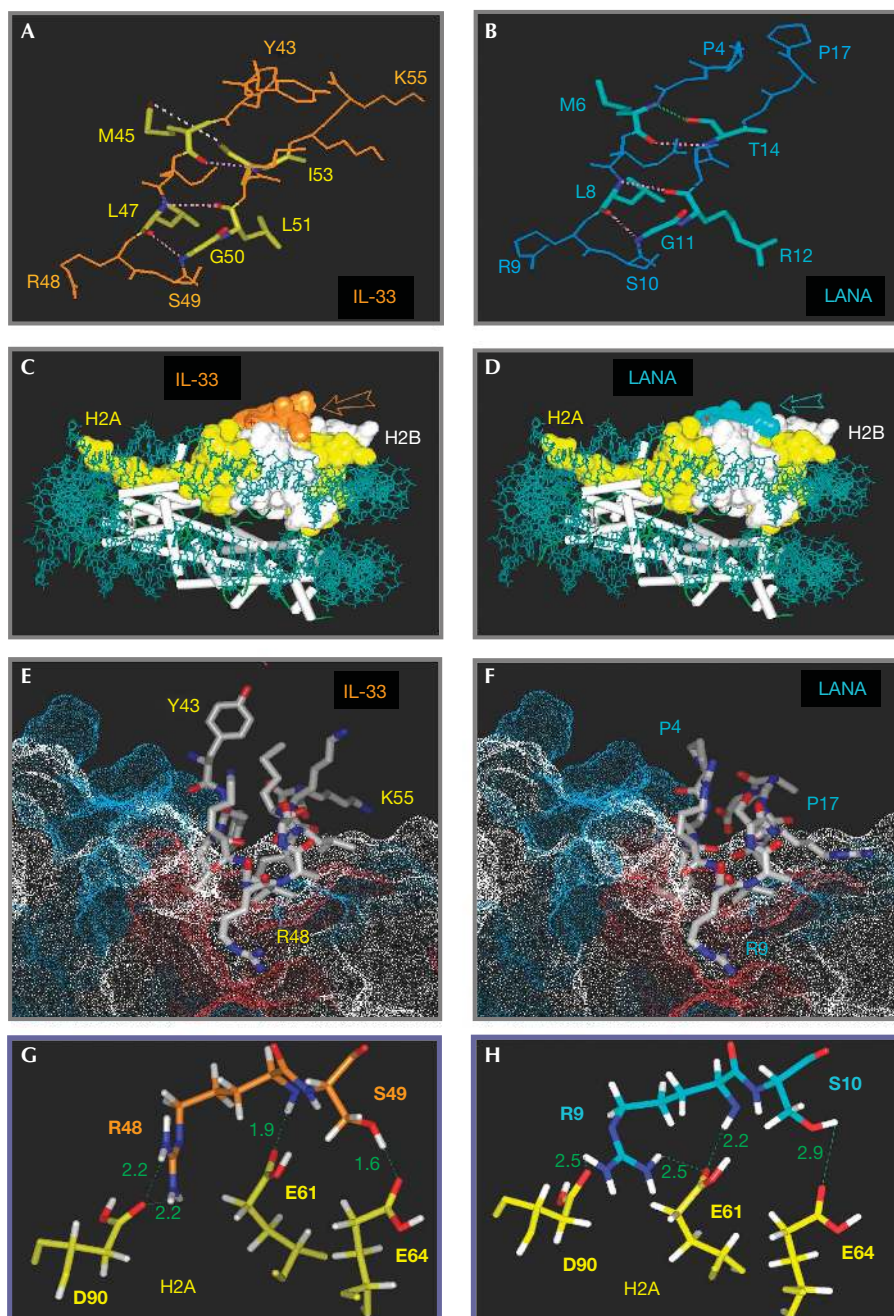 A
Y43
K55
M45
I53
L47
L51
G50
R48
S49
IL-33
B
P4
P17
M6
T14
L8
G11
R12
R9
S10
LANA
C
IL-33
H2A
H2B
D
LANA
H2A
H2B
E
IL-33
Y43
K55
R48
F
LANA
P4
P17
R9
G
S49
R48
1.9
2.2
1.6
2.2
E61
E64
D90
H2A
H
S10
R9
2.2
2.5
2.5
2.9
E61
D90
E64
H2A